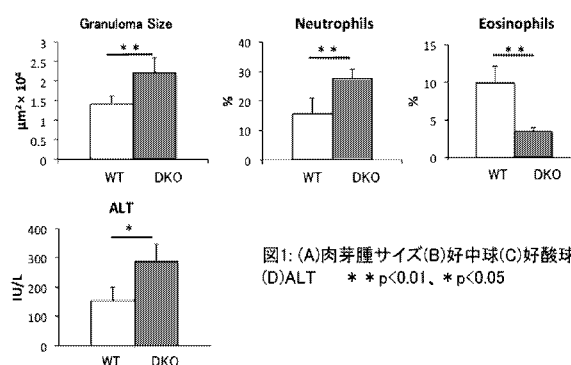 Granuloma Size
Neutrophils
Eosinophils
**
**
**
3
2.5
2
1.5
1
0.5
0
μm²× 10⁴
WT DKO
40
30
20
10
0
%
WT DKO
15
10
5
0
%
WT DKO
ALT
*
400
300
200
100
0
IU/L
WT DKO
図1: (A)肉芽腫サイズ(B)好中球(C)好酸球
(D)ALT **p<0.01、*p<0.05